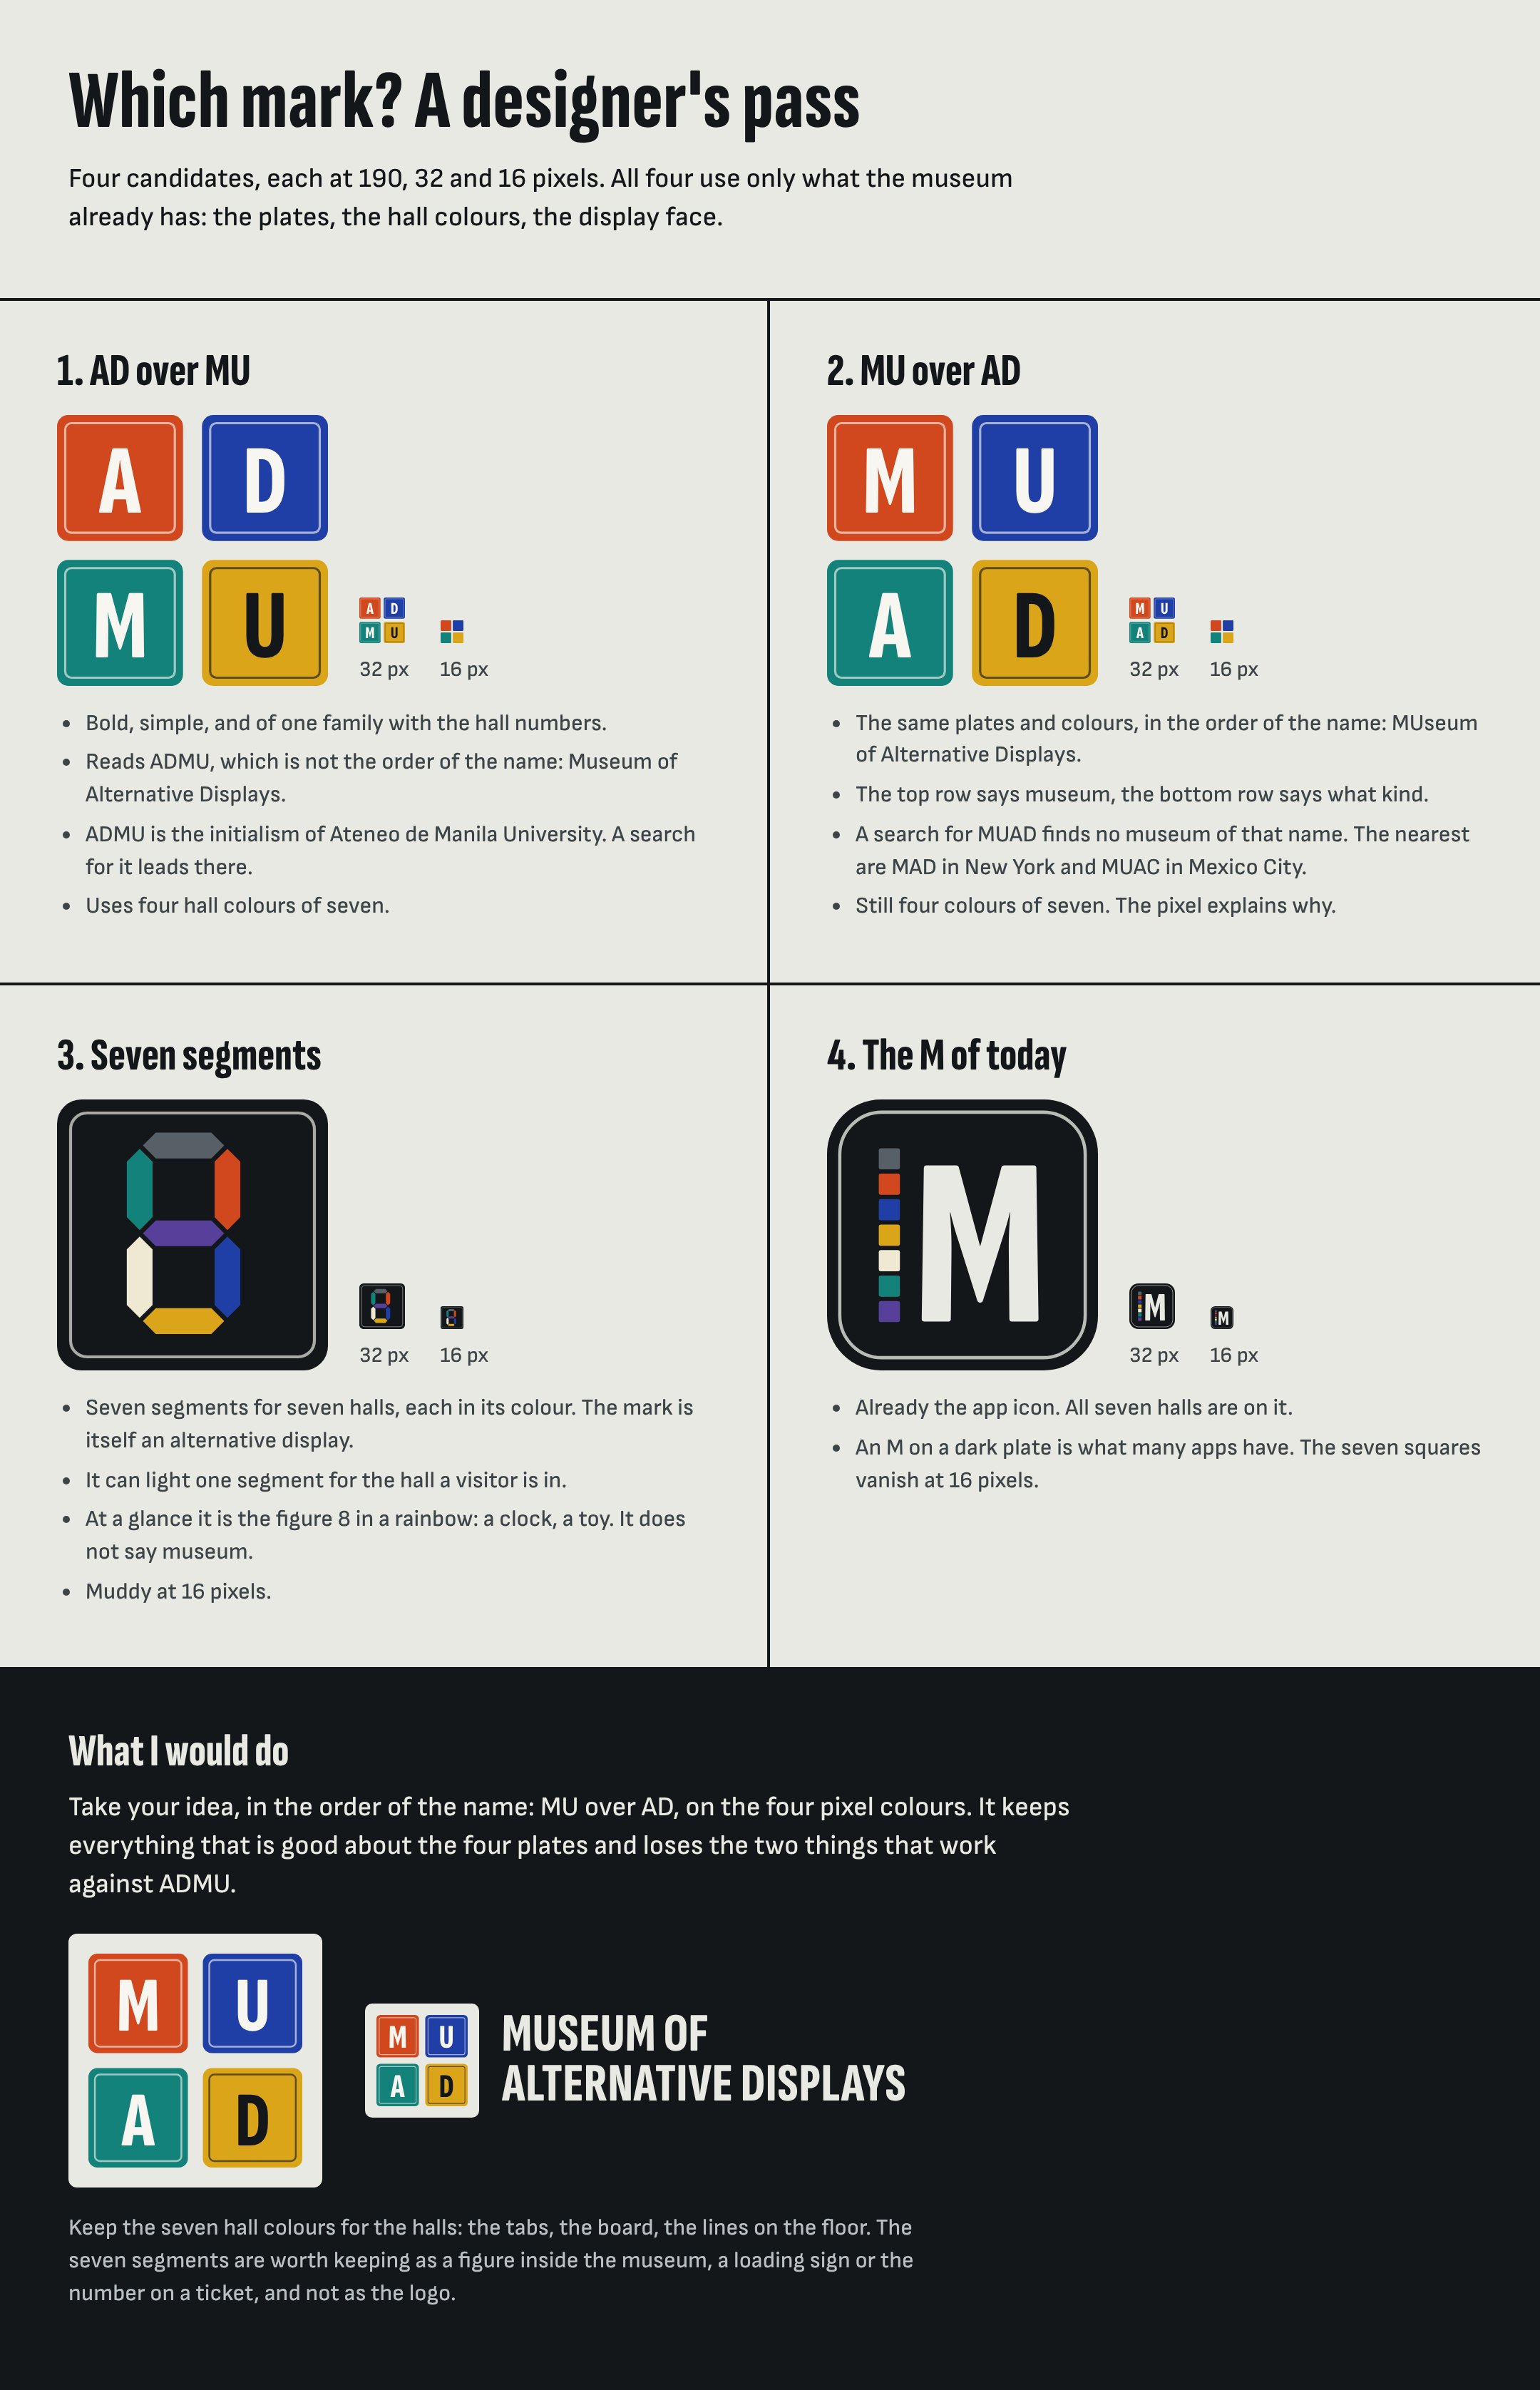 Which mark? A designer's pass
Four candidates, each at 190, 32 and 16 pixels. All four use only what the museum
already has: the plates, the hall colours, the display face.
1. AD over MU
A D
M U
A D
M U
32 px
16 px
• Bold, simple, and of one family with the hall numbers.
• Reads ADMU, which is not the order of the name: Museum of
Alternative Displays.
• ADMU is the initialism of Ateneo de Manila University. A search
for it leads there.
• Uses four hall colours of seven.
2. MU over AD
M U
A D
M U
A D
32 px
16 px
• The same plates and colours, in the order of the name: MUseum
of Alternative Displays.
• The top row says museum, the bottom row says what kind.
• A search for MUAD finds no museum of that name. The nearest
are MAD in New York and MUAC in Mexico City.
• Still four colours of seven. The pixel explains why.
3. Seven segments
8
8
8
32 px
16 px
• Seven segments for seven halls, each in its colour. The mark is
itself an alternative display.
• It can light one segment for the hall a visitor is in.
• At a glance it is the figure 8 in a rainbow: a clock, a toy. It does
not say museum.
• Muddy at 16 pixels.
4. The M of today
M
M
M
32 px
16 px
• Already the app icon. All seven halls are on it.
• An M on a dark plate is what many apps have. The seven squares
vanish at 16 pixels.
What I would do
Take your idea, in the order of the name: MU over AD, on the four pixel colours. It keeps
everything that is good about the four plates and loses the two things that work
against ADMU.
M U
A D
M U
A D
MUSEUM OF
ALTERNATIVE DISPLAYS
Keep the seven hall colours for the halls: the tabs, the board, the lines on the floor. The
seven segments are worth keeping as a figure inside the museum, a loading sign or the
number on a ticket, and not as the logo.